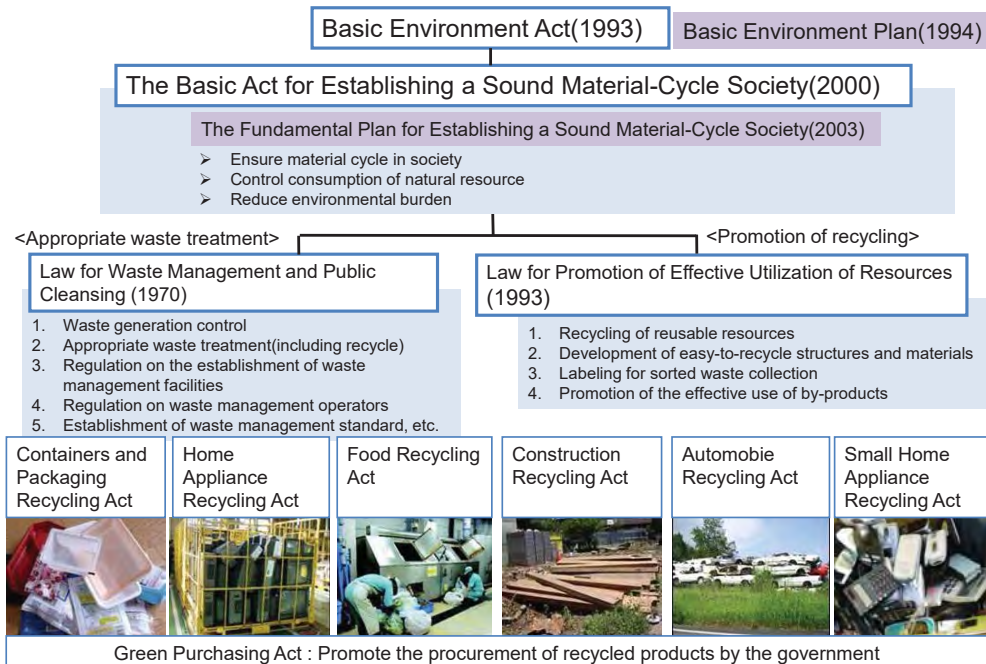 Basic Environment Act(1993)
Basic Environment Plan(1994)
The Basic Act for Establishing a Sound Material-Cycle Society(2000)
The Fundamental Plan for Establishing a Sound Material-Cycle Society(2003)
➢ Ensure material cycle in society
➢ Control consumption of natural resource
➢ Reduce environmental burden
<Appropriate waste treatment>
<Promotion of recycling>
Law for Waste Management and Public
Cleansing (1970)
1. Waste generation control
2. Appropriate waste treatment(including recycle)
3. Regulation on the establishment of waste
management facilities
4. Regulation on waste management operators
5. Establishment of waste management standard, etc.
Law for Promotion of Effective Utilization of Resources
(1993)
1. Recycling of reusable resources
2. Development of easy-to-recycle structures and materials
3. Labeling for sorted waste collection
4. Promotion of the effective use of by-products
Containers and
Packaging
Recycling Act
Home
Appliance
Recycling Act
Food Recycling
Act
Construction
Recycling Act
Automobie
Recycling Act
Small Home
Appliance
Recycling Act
Green Purchasing Act : Promote the procurement of recycled products by the government